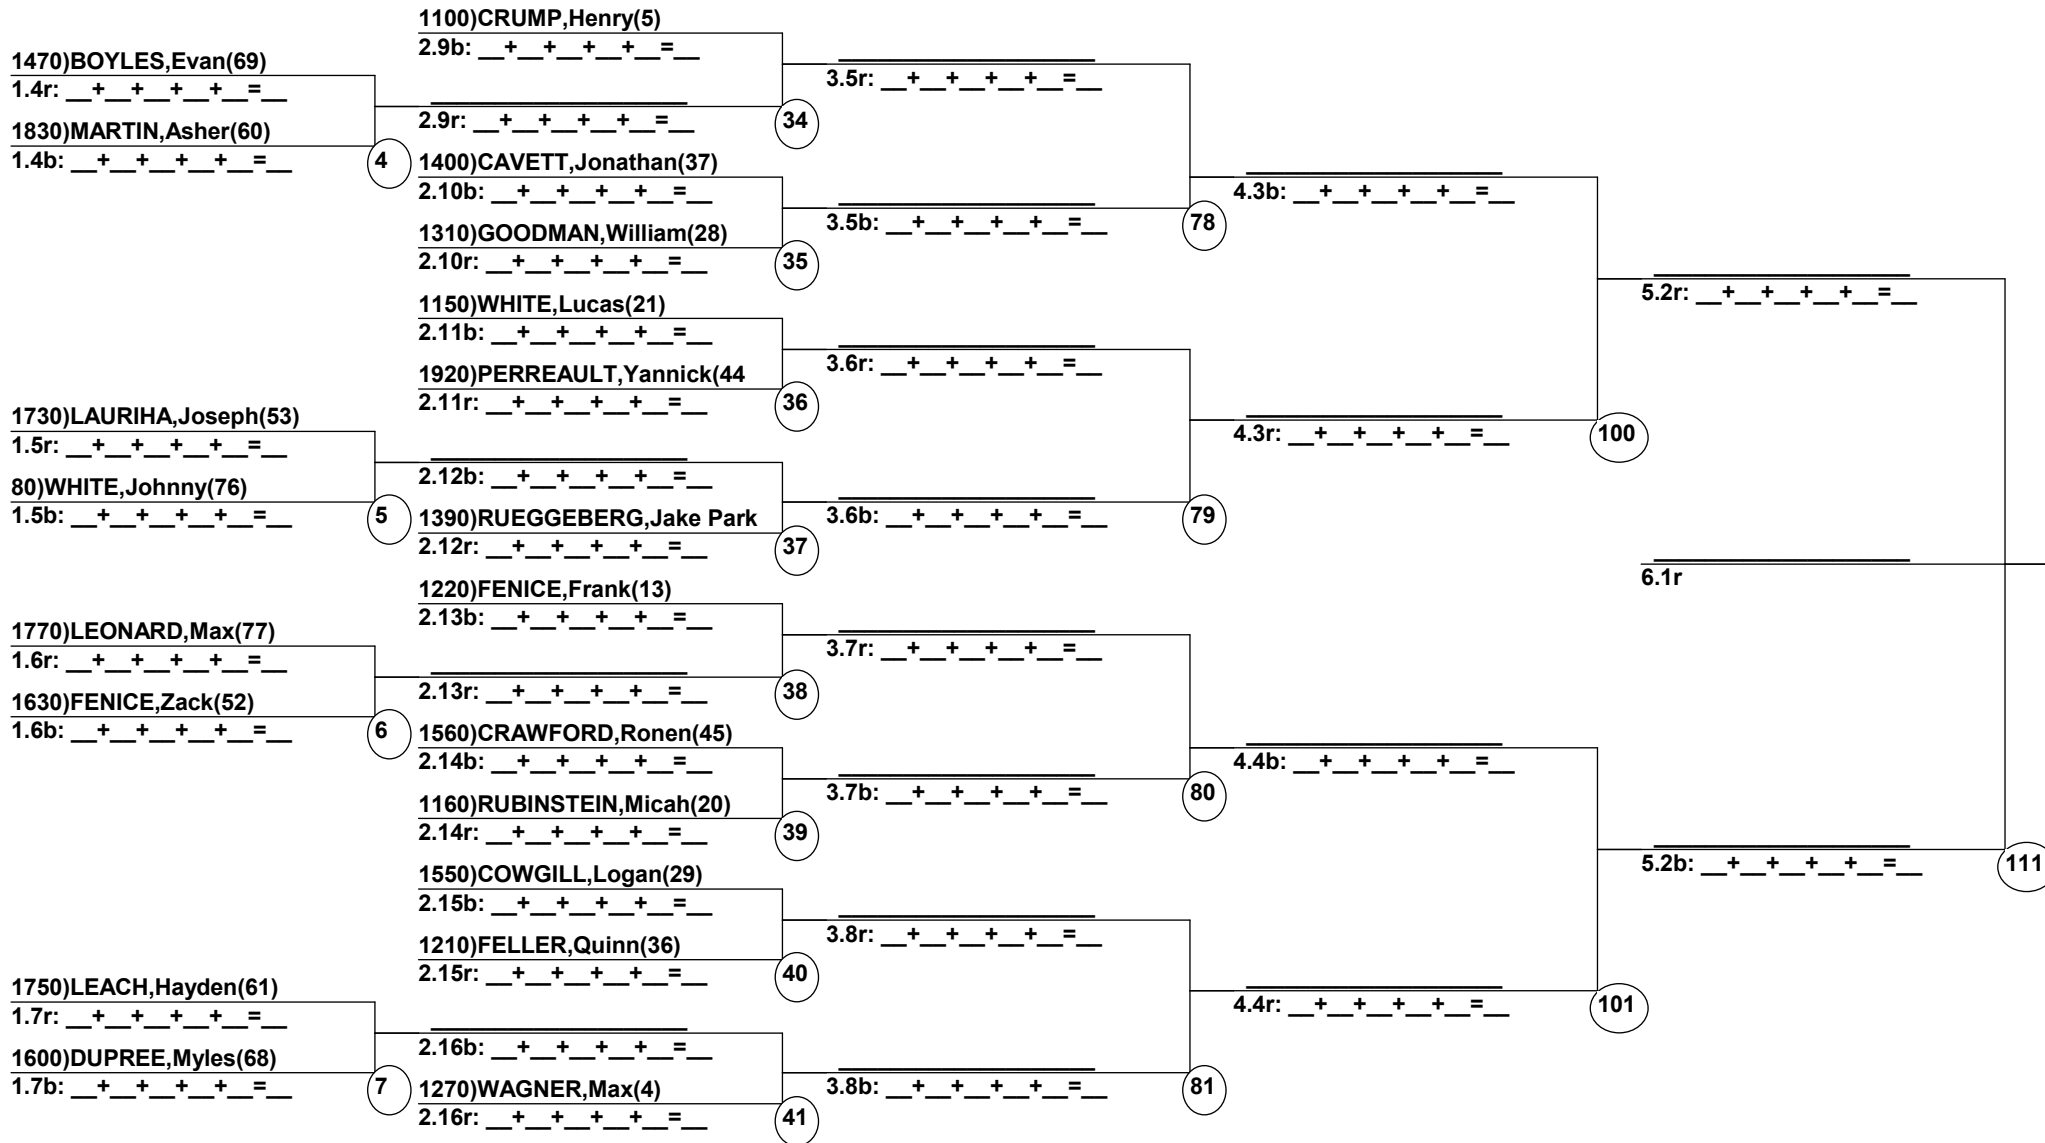 1100)CRUMP,Henry(5)
2.9b: __+__+__+__+__=__
1470)BOYLES,Evan(69)
1.4r: __+__+__+__+__=__
2.9r: __+__+__+__+__=__
34
1830)MARTIN,Asher(60)
1.4b: __+__+__+__+__=__
4
3.5r: __+__+__+__+__=__
1400)CAVETT,Jonathan(37)
2.10b: __+__+__+__+__=__
1310)GOODMAN,William(28)
2.10r: __+__+__+__+__=__
35
3.5b: __+__+__+__+__=__
78
4.3b: __+__+__+__+__=__
1150)WHITE,Lucas(21)
2.11b: __+__+__+__+__=__
1920)PERREAULT,Yannick(44
2.11r: __+__+__+__+__=__
36
3.6r: __+__+__+__+__=__
5.2r: __+__+__+__+__=__
1730)LAURIHA,Joseph(53)
1.5r: __+__+__+__+__=__
80)WHITE,Johnny(76)
1.5b: __+__+__+__+__=__
5
2.12b: __+__+__+__+__=__
1390)RUEGGEBERG,Jake Park
2.12r: __+__+__+__+__=__
37
3.6b: __+__+__+__+__=__
79
4.3r: __+__+__+__+__=__
100
6.1r
1220)FENICE,Frank(13)
2.13b: __+__+__+__+__=__
1770)LEONARD,Max(77)
1.6r: __+__+__+__+__=__
1630)FENICE,Zack(52)
1.6b: __+__+__+__+__=__
6
2.13r: __+__+__+__+__=__
38
3.7r: __+__+__+__+__=__
1560)CRAWFORD,Ronen(45)
2.14b: __+__+__+__+__=__
1160)RUBINSTEIN,Micah(20)
2.14r: __+__+__+__+__=__
39
3.7b: __+__+__+__+__=__
80
4.4b: __+__+__+__+__=__
1550)COWGILL,Logan(29)
2.15b: __+__+__+__+__=__
1210)FELLER,Quinn(36)
2.15r: __+__+__+__+__=__
40
3.8r: __+__+__+__+__=__
5.2b: __+__+__+__+__=__
111
1750)LEACH,Hayden(61)
1.7r: __+__+__+__+__=__
1600)DUPREE,Myles(68)
1.7b: __+__+__+__+__=__
7
2.16b: __+__+__+__+__=__
1270)WAGNER,Max(4)
2.16r: __+__+__+__+__=__
41
3.8b: __+__+__+__+__=__
81
4.4r: __+__+__+__+__=__
101